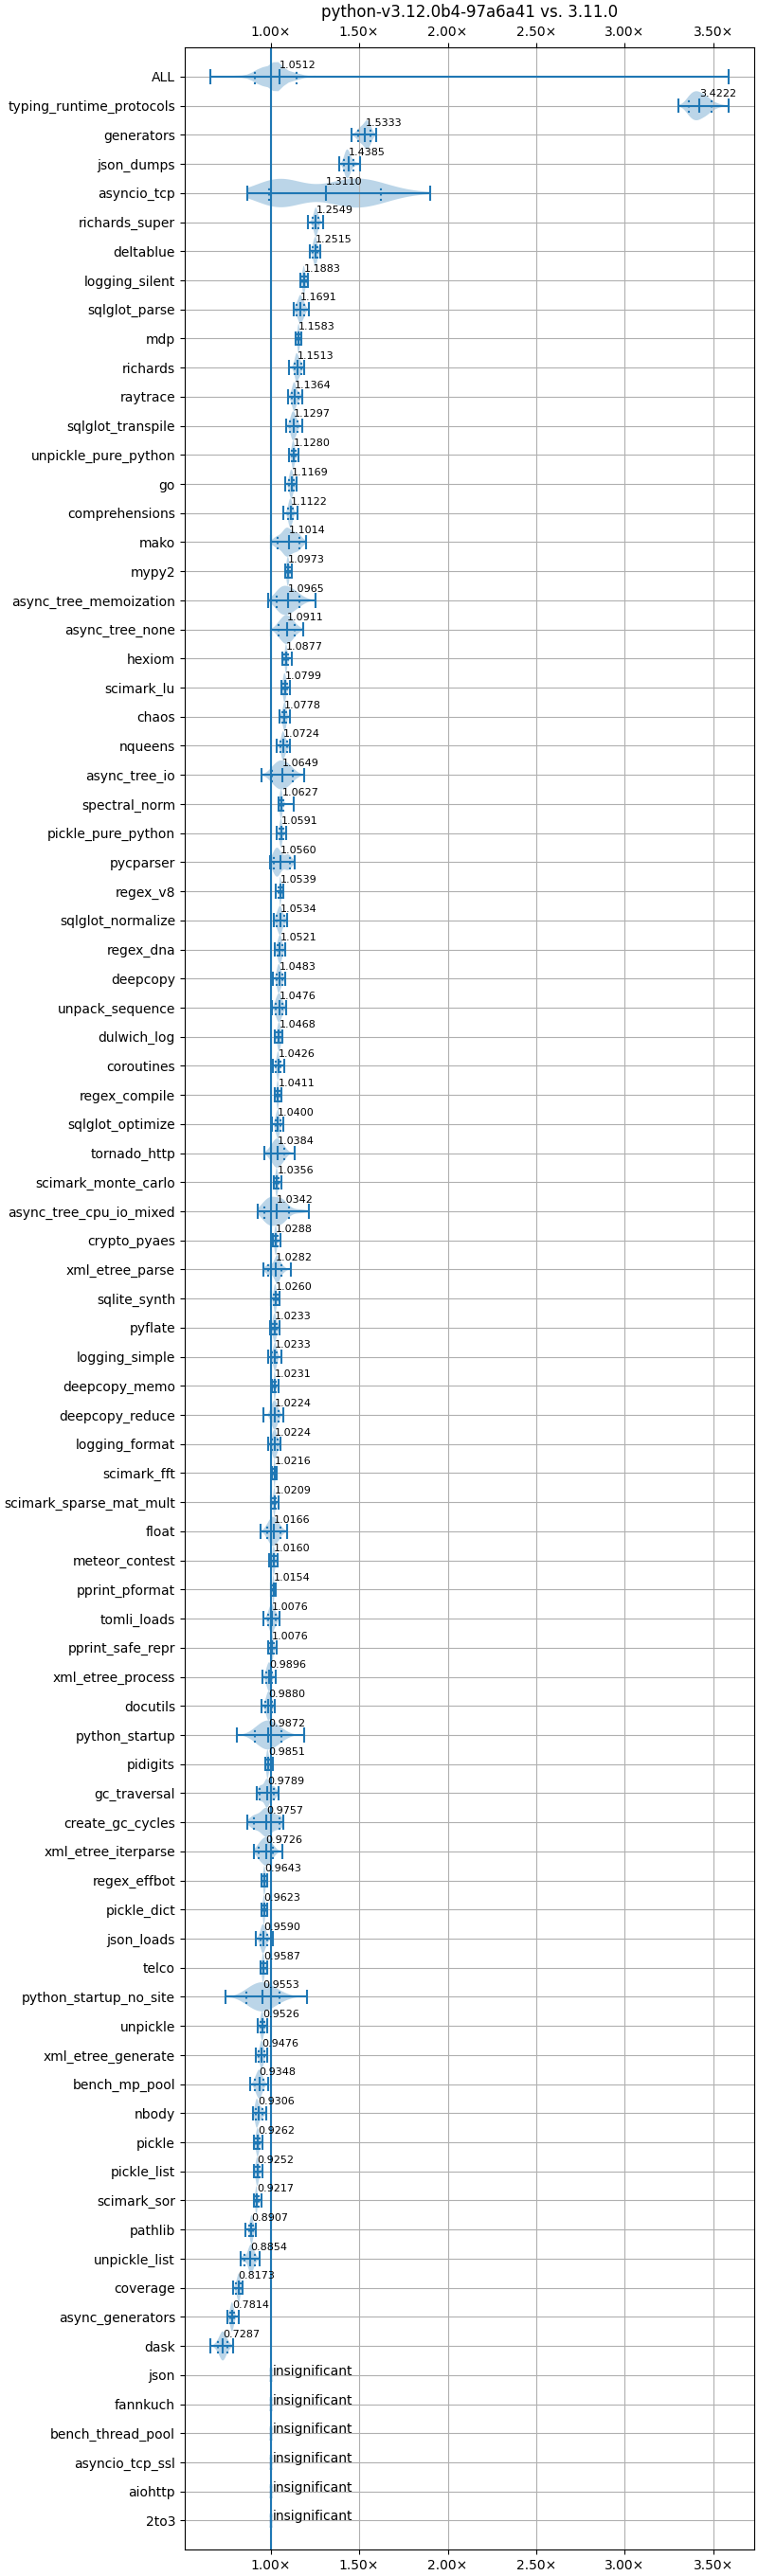 python-v3.12.0b4-97a6a41 vs. 3.11.0
1.00× 1.50× 2.00× 2.50× 3.00× 3.50×
ALL 1.0512
typing_runtime_protocols 3.4222
generators 1.5333
json_dumps 1.4385
asyncio_tcp 1.3110
richards_super 1.2549
deltablue 1.2515
logging_silent 1.1883
sqlglot_parse 1.1691
mdp 1.1583
richards 1.1513
raytrace 1.1364
sqlglot_transpile 1.1297
unpickle_pure_python 1.1280
go 1.1169
comprehensions 1.1122
mako 1.1014
mypy2 1.0973
async_tree_memoization 1.0965
async_tree_none 1.0911
hexiom 1.0877
scimark_lu 1.0799
chaos 1.0778
nqueens 1.0724
async_tree_io 1.0649
spectral_norm 1.0627
pickle_pure_python 1.0591
pycparser 1.0560
regex_v8 1.0539
sqlglot_normalize 1.0534
regex_dna 1.0521
deepcopy 1.0483
unpack_sequence 1.0476
dulwich_log 1.0468
coroutines 1.0426
regex_compile 1.0411
sqlglot_optimize 1.0400
tornado_http 1.0384
scimark_monte_carlo 1.0356
async_tree_cpu_io_mixed 1.0342
crypto_pyaes 1.0288
xml_etree_parse 1.0282
sqlite_synth 1.0260
pyflate 1.0233
logging_simple 1.0233
deepcopy_memo 1.0231
deepcopy_reduce 1.0224
logging_format 1.0224
scimark_fft 1.0216
scimark_sparse_mat_mult 1.0209
float 1.0166
meteor_contest 1.0160
pprint_pformat 1.0154
tomli_loads 1.0076
pprint_safe_repr 1.0076
xml_etree_process 0.9896
docutils 0.9880
python_startup 0.9872
pidigits 0.9851
gc_traversal 0.9789
create_gc_cycles 0.9757
xml_etree_iterparse 0.9726
regex_effbot 0.9643
pickle_dict 0.9623
json_loads 0.9590
telco 0.9587
python_startup_no_site 0.9553
unpickle 0.9526
xml_etree_generate 0.9476
bench_mp_pool 0.9348
nbody 0.9306
pickle 0.9262
pickle_list 0.9252
scimark_sor 0.9217
pathlib 0.8907
unpickle_list 0.8854
coverage 0.8173
async_generators 0.7814
dask 0.7287
json insignificant
fannkuch insignificant
bench_thread_pool insignificant
asyncio_tcp_ssl insignificant
aiohttp insignificant
2to3 insignificant
1.00× 1.50× 2.00× 2.50× 3.00× 3.50×